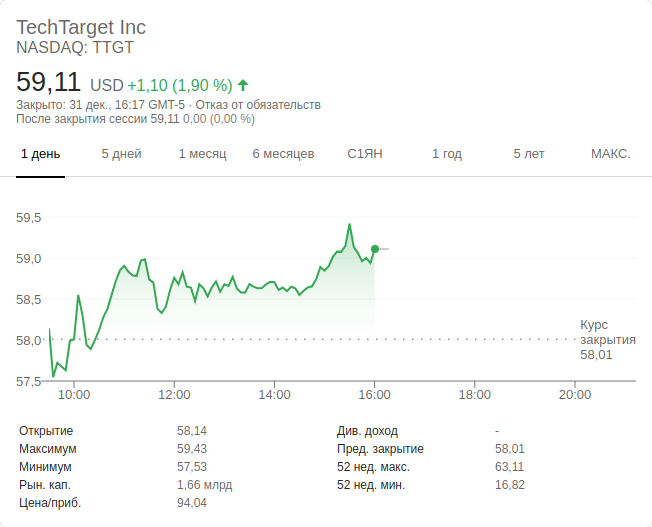 TechTarget Inc
NASDAQ: TTGT
59,11 USD +1,10 (1,90 %)
Закрыто: 31 дек., 16:17 GMT-5 · Отказ от обязательств
После закрытия сессии 59,11 0,00 (0,00 %)
1 день 5 дней 1 месяц 6 месяцев С1ЯН 1 год 5 лет МАКС.
59,5
59,0
58,5
58,0
57,5
Курс
закрытия
58,01
10:00 12:00 14:00 16:00 18:00 20:00
Открытие 58,14 Див. доход -
Максимум 59,43 Пред. закрытие 58,01
Минимум 57,53 52 нед. макс. 63,11
Рын. кап. 1,66 млрд 52 нед. мин. 16,82
Цена/приб. 94,04